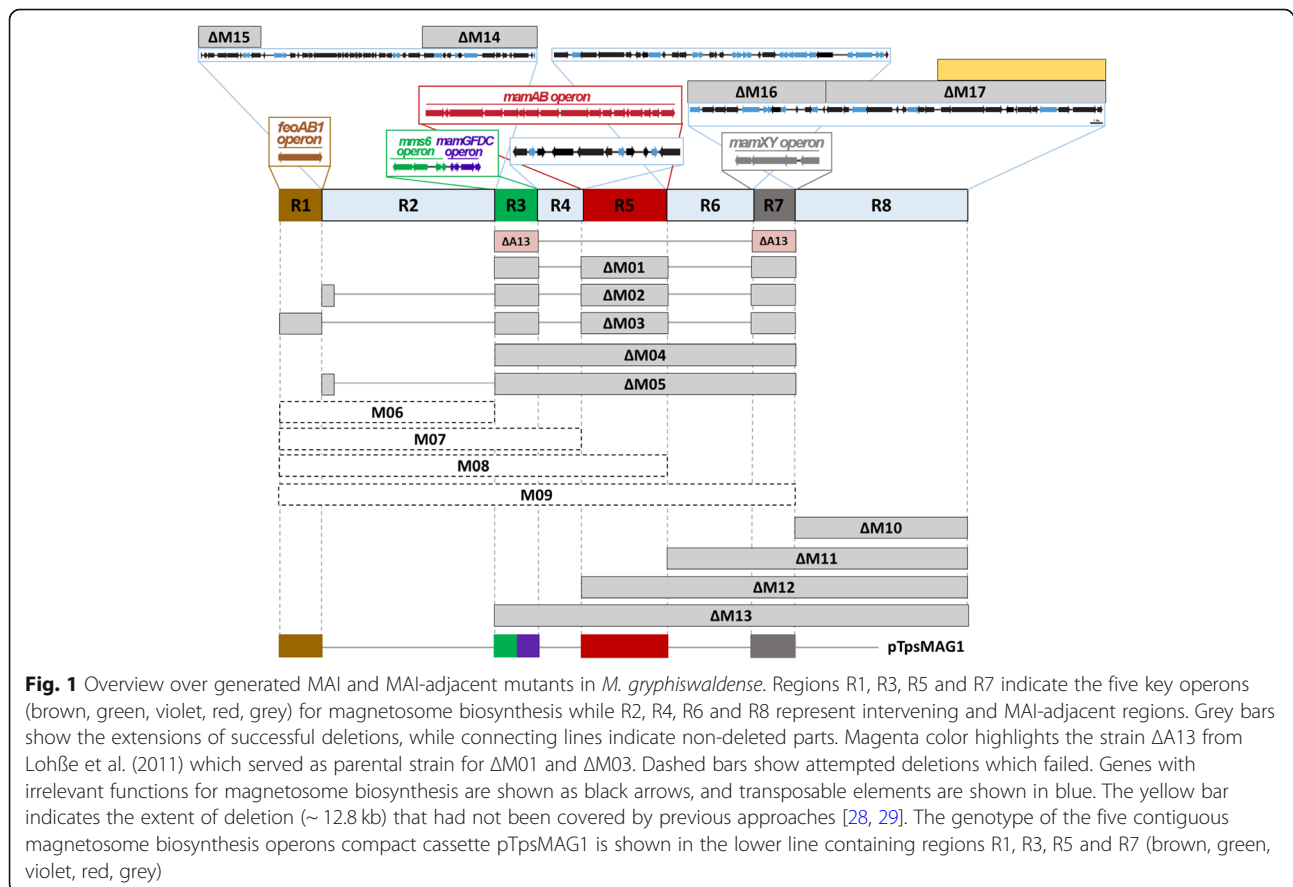 ΔM15
ΔM14
ΔM16
ΔM17
mamAB operon
feoAB1
operon
mms6
operon
mamGFDC
operon
mamXY operon
R1
R2
R3
R4
R5
R6
R7
R8
ΔA13
ΔA13
ΔM01
ΔM02
ΔM03
ΔM04
ΔM05
M06
M07
M08
M09
ΔM10
ΔM11
ΔM12
ΔM13
pTpsMAG1
Fig. 1 Overview over generated MAI and MAI-adjacent mutants in M. gryphiswaldense. Regions R1, R3, R5 and R7 indicate the five key operons
(brown, green, violet, red, grey) for magnetosome biosynthesis while R2, R4, R6 and R8 represent intervening and MAI-adjacent regions. Grey bars
show the extensions of successful deletions, while connecting lines indicate non-deleted parts. Magenta color highlights the strain ΔA13 from
Lohße et al. (2011) which served as parental strain for ΔM01 and ΔM03. Dashed bars show attempted deletions which failed. Genes with
irrelevant functions for magnetosome biosynthesis are shown as black arrows, and transposable elements are shown in blue. The yellow bar
indicates the extent of deletion (~ 12.8 kb) that had not been covered by previous approaches [28, 29]. The genotype of the five contiguous
magnetosome biosynthesis operons compact cassette pTpsMAG1 is shown in the lower line containing regions R1, R3, R5 and R7 (brown, green,
violet, red, grey)